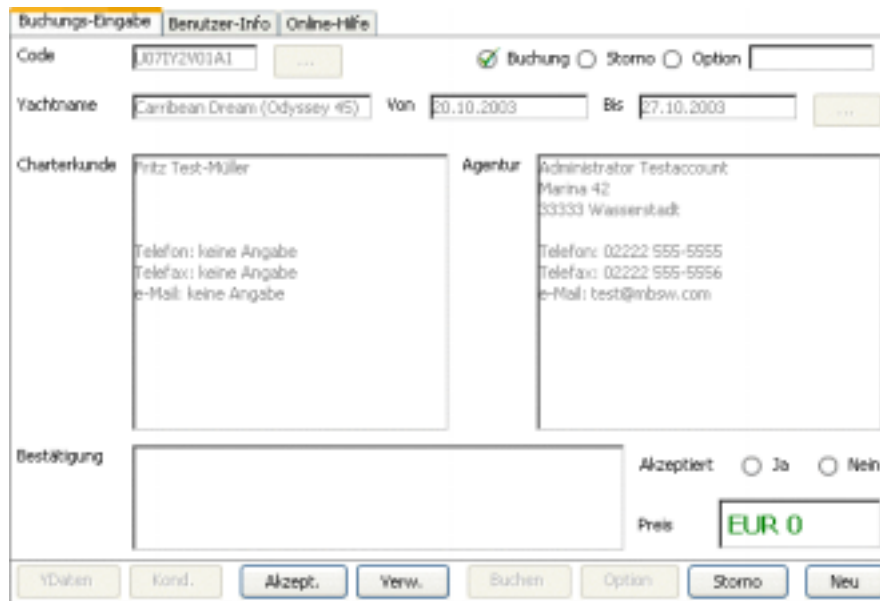 Buchungs-Eingabe Benutzer-Info Online-Hilfe
Code U07IY2V01A1 ... Buchung Storno Option
Yachtname Carribean Dream (Odyssey 45) Von 20.10.2003 Bis 27.10.2003 ...
Charterkunde Fritz Test-Müller Agentur Administrator Testaccount
Marina 42
33333 Wasserstadt
Telefon: keine Angabe Telefon: 02222 555-5555
Telefax: keine Angabe Telefax: 02222 555-5556
e-Mail: keine Angabe e-Mail: test@mbsw.com
Bestätigung Akzeptiert Ja Nein
Preis EUR 0
YDaten Kond. Akzept. Verw. Buchen Option Storno Neu